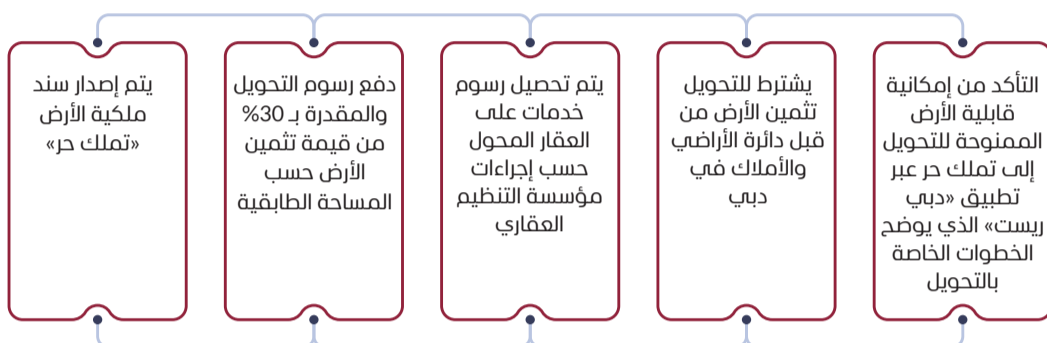 التأكد من إمكانية
قابلية الأرض
الممنوحة للتحويل
إلى تملك حر عبر
تطبيق «دبي
ريست» الذي يوضح
الخطوات الخاصة
بالتحويل
يشترط للتحويل
تثمين الأرض من
قبل دائرة الأراضي
والأملاك في
دبي
يتم تحصيل رسوم
خدمات على
العقار المحول
حسب إجراءات
مؤسسة التنظيم
العقاري
دفع رسوم التحويل
والمقدرة بـ 30%
من قيمة تثمين
الأرض حسب
المساحة الطابقية
يتم إصدار سند
ملكية الأرض
«تملك حر»